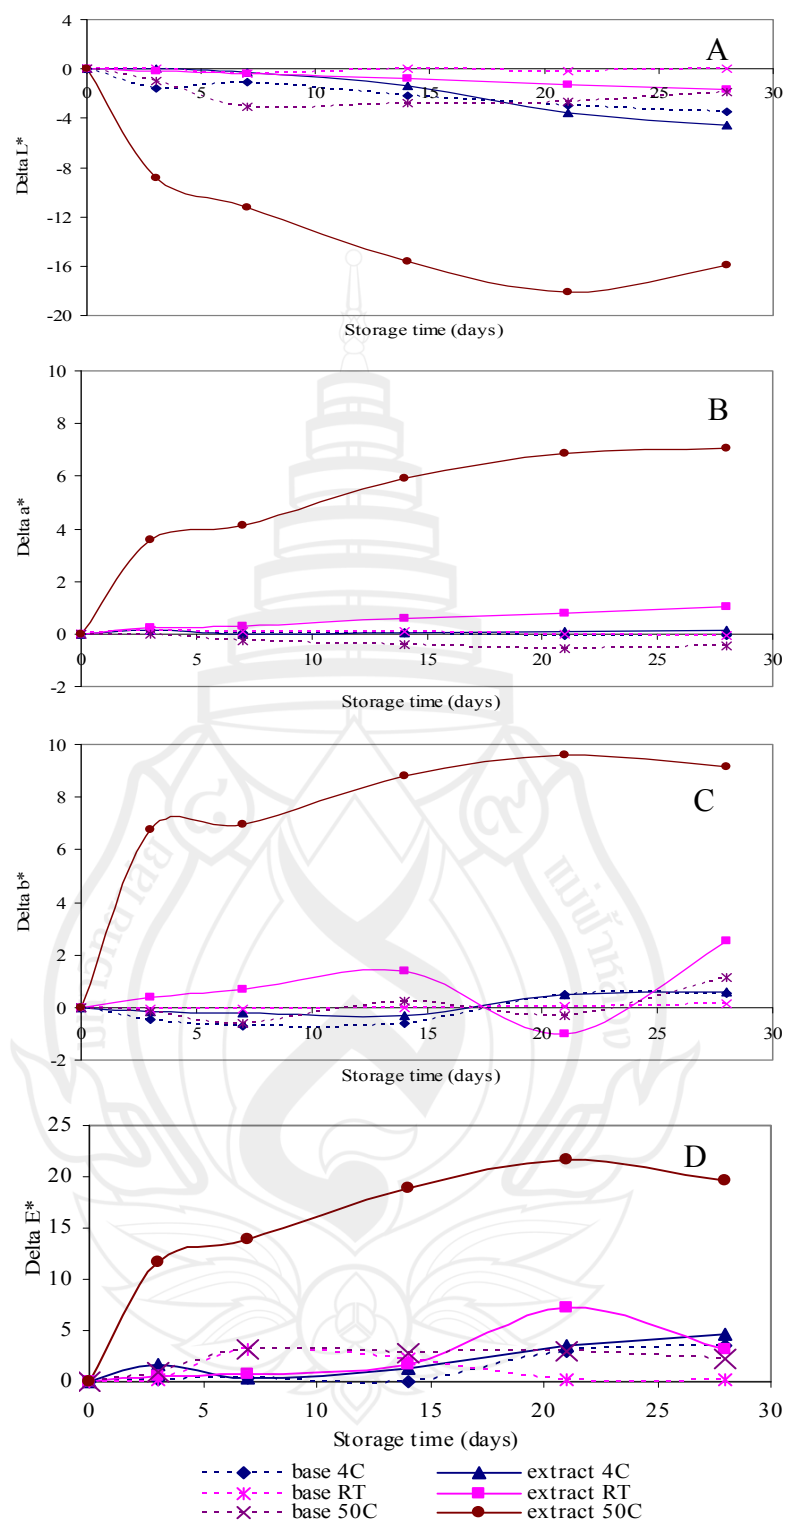 4
A
0
0 5 10 15 20 25 30
-4
Delta L*
-8
-12
-16
-20
Storage time (days)
10
B
8
6
Delta a*
4
2
0
0 5 10 15 20 25 30
-2
Storage time (days)
10
C
8
6
Delta b*
4
2
0
0 5 10 15 20 25 30
-2
Storage time (days)
25
D
20
15
Delta E*
10
5
0
0 5 10 15 20 25 30
Storage time (days)
base 4C extract 4C
base RT extract RT
base 50C extract 50C